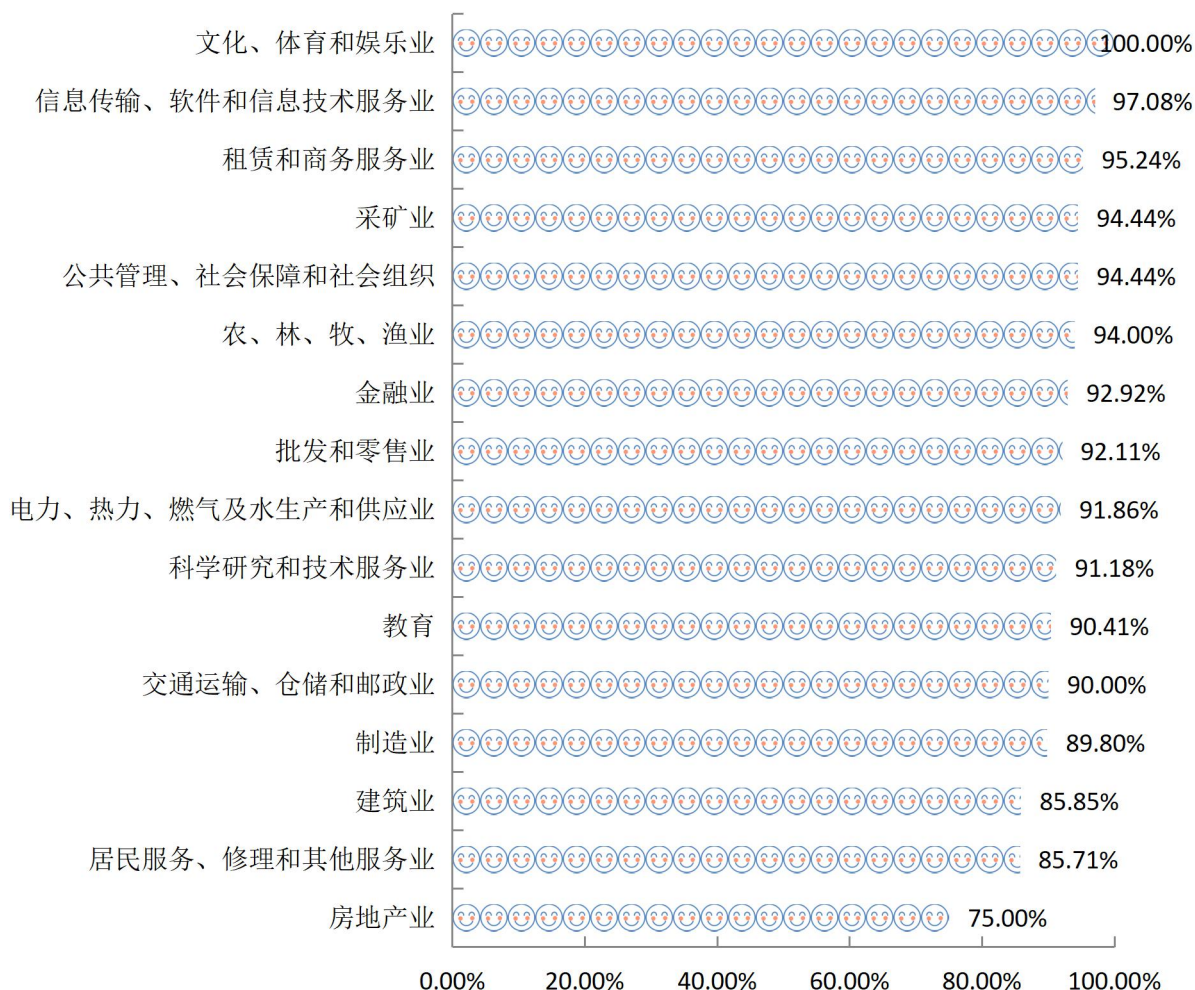 文化、体育和娱乐业 100.00%
信息传输、软件和信息技术服务业 97.08%
租赁和商务服务业 95.24%
采矿业 94.44%
公共管理、社会保障和社会组织 94.44%
农、林、牧、渔业 94.00%
金融业 92.92%
批发和零售业 92.11%
电力、热力、燃气及水生产和供应业 91.86%
科学研究和技术服务业 91.18%
教育 90.41%
交通运输、仓储和邮政业 90.00%
制造业 89.80%
建筑业 85.85%
居民服务、修理和其他服务业 85.71%
房地产业 75.00%
0.00% 20.00% 40.00% 60.00% 80.00% 100.00%